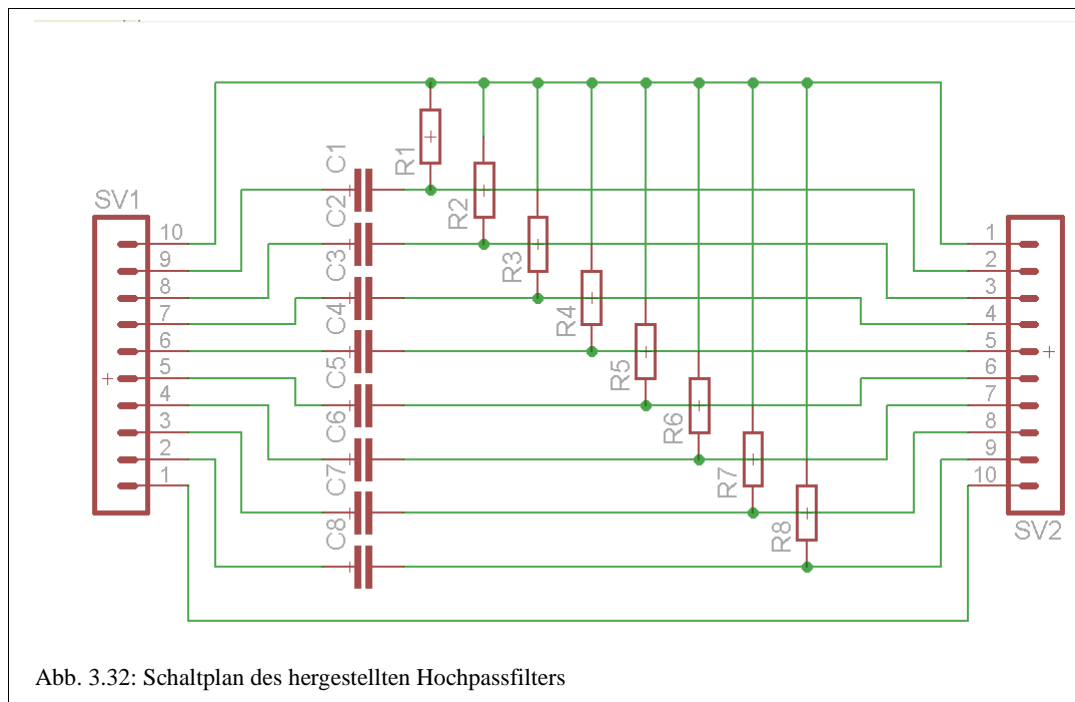 C1
R1
SV1
C2
R2
10
1
9
C3
R3
2
8
3
7
C4
R4
4
6
5
C5
R5
5
6
4
C6
R6
7
3
8
2
C7
R7
9
1
10
C8
R8
SV2
Abb. 3.32: Schaltplan des hergestellten Hochpassfilters